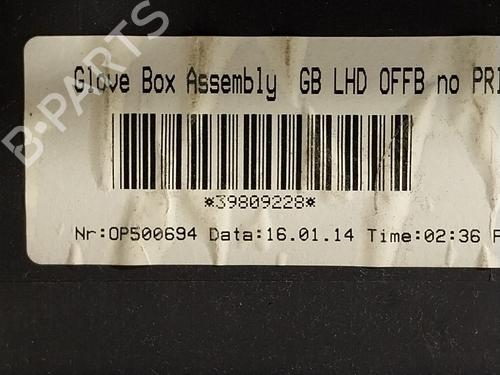 B-PARTS
Glove Box Assembly GB LHD OFFB no PRI
*39809228*
Nr:OP500694 Data:16.01.14 Time:02:36